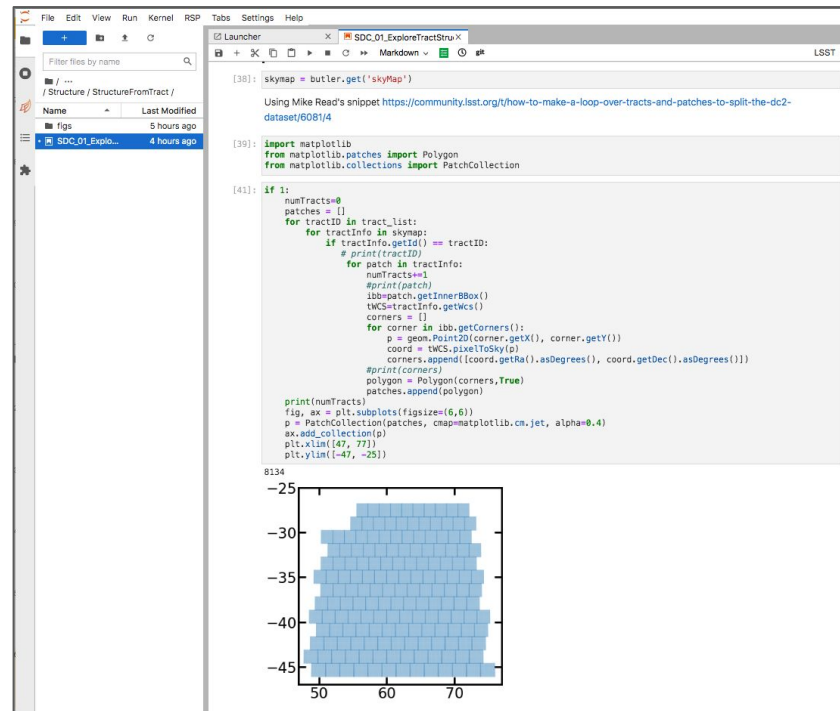 File Edit View Run Kernel RSP Tabs Settings Help
Launcher
SDC_01_ExploreTractStru
Markdown
git
LSST
Filter files by name
/ ...
/ Structure / StructureFromTract /
Name Last Modified
figs 5 hours ago
SDC_01_Explo... 4 hours ago
[38]: skymap = butler.get('skyMap')
Using Mike Read's snippet https://community.lsst.org/t/how-to-make-a-loop-over-tracts-and-patches-to-split-the-dc2-
dataset/6081/4
[39]: import matplotlib
from matplotlib.patches import Polygon
from matplotlib.collections import PatchCollection
[41]: if 1:
    numTracts=0
    patches = []
    for tractID in tract_list:
        for tractInfo in skymap:
            if tractInfo.getId() == tractID:
               # print(tractID)
                for patch in tractInfo:
                    numTracts+=1
                    #print(patch)
                    ibb=patch.getInnerBBox()
                    tWCS=tractInfo.getWcs()
                    corners = []
                    for corner in ibb.getCorners():
                        p = geom.Point2D(corner.getX(), corner.getY())
                        coord = tWCS.pixelToSky(p)
                        corners.append([coord.getRa().asDegrees(), coord.getDec().asDegrees()])
                    #print(corners)
                    polygon = Polygon(corners,True)
                    patches.append(polygon)
    print(numTracts)
    fig, ax = plt.subplots(figsize=(6,6))
    p = PatchCollection(patches, cmap=matplotlib.cm.jet, alpha=0.4)
    ax.add_collection(p)
    plt.xlim([47, 77])
    plt.ylim([-47, -25])
8134
−25
−30
−35
−40
−45
50 60 70